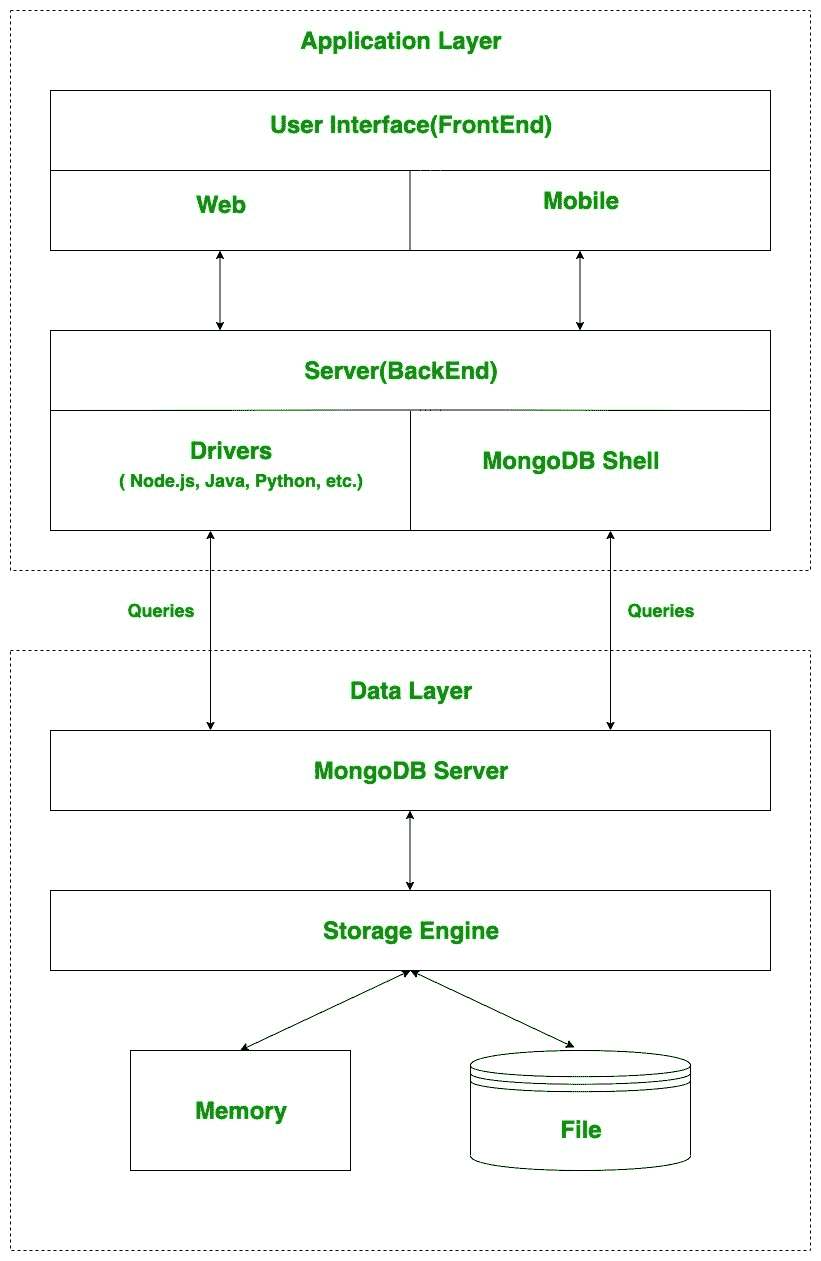 Application Layer
User Interface(FrontEnd)
Web
Mobile
Server(BackEnd)
Drivers
( Node.js, Java, Python, etc.)
MongoDB Shell
Queries
Queries
Data Layer
MongoDB Server
Storage Engine
Memory
File